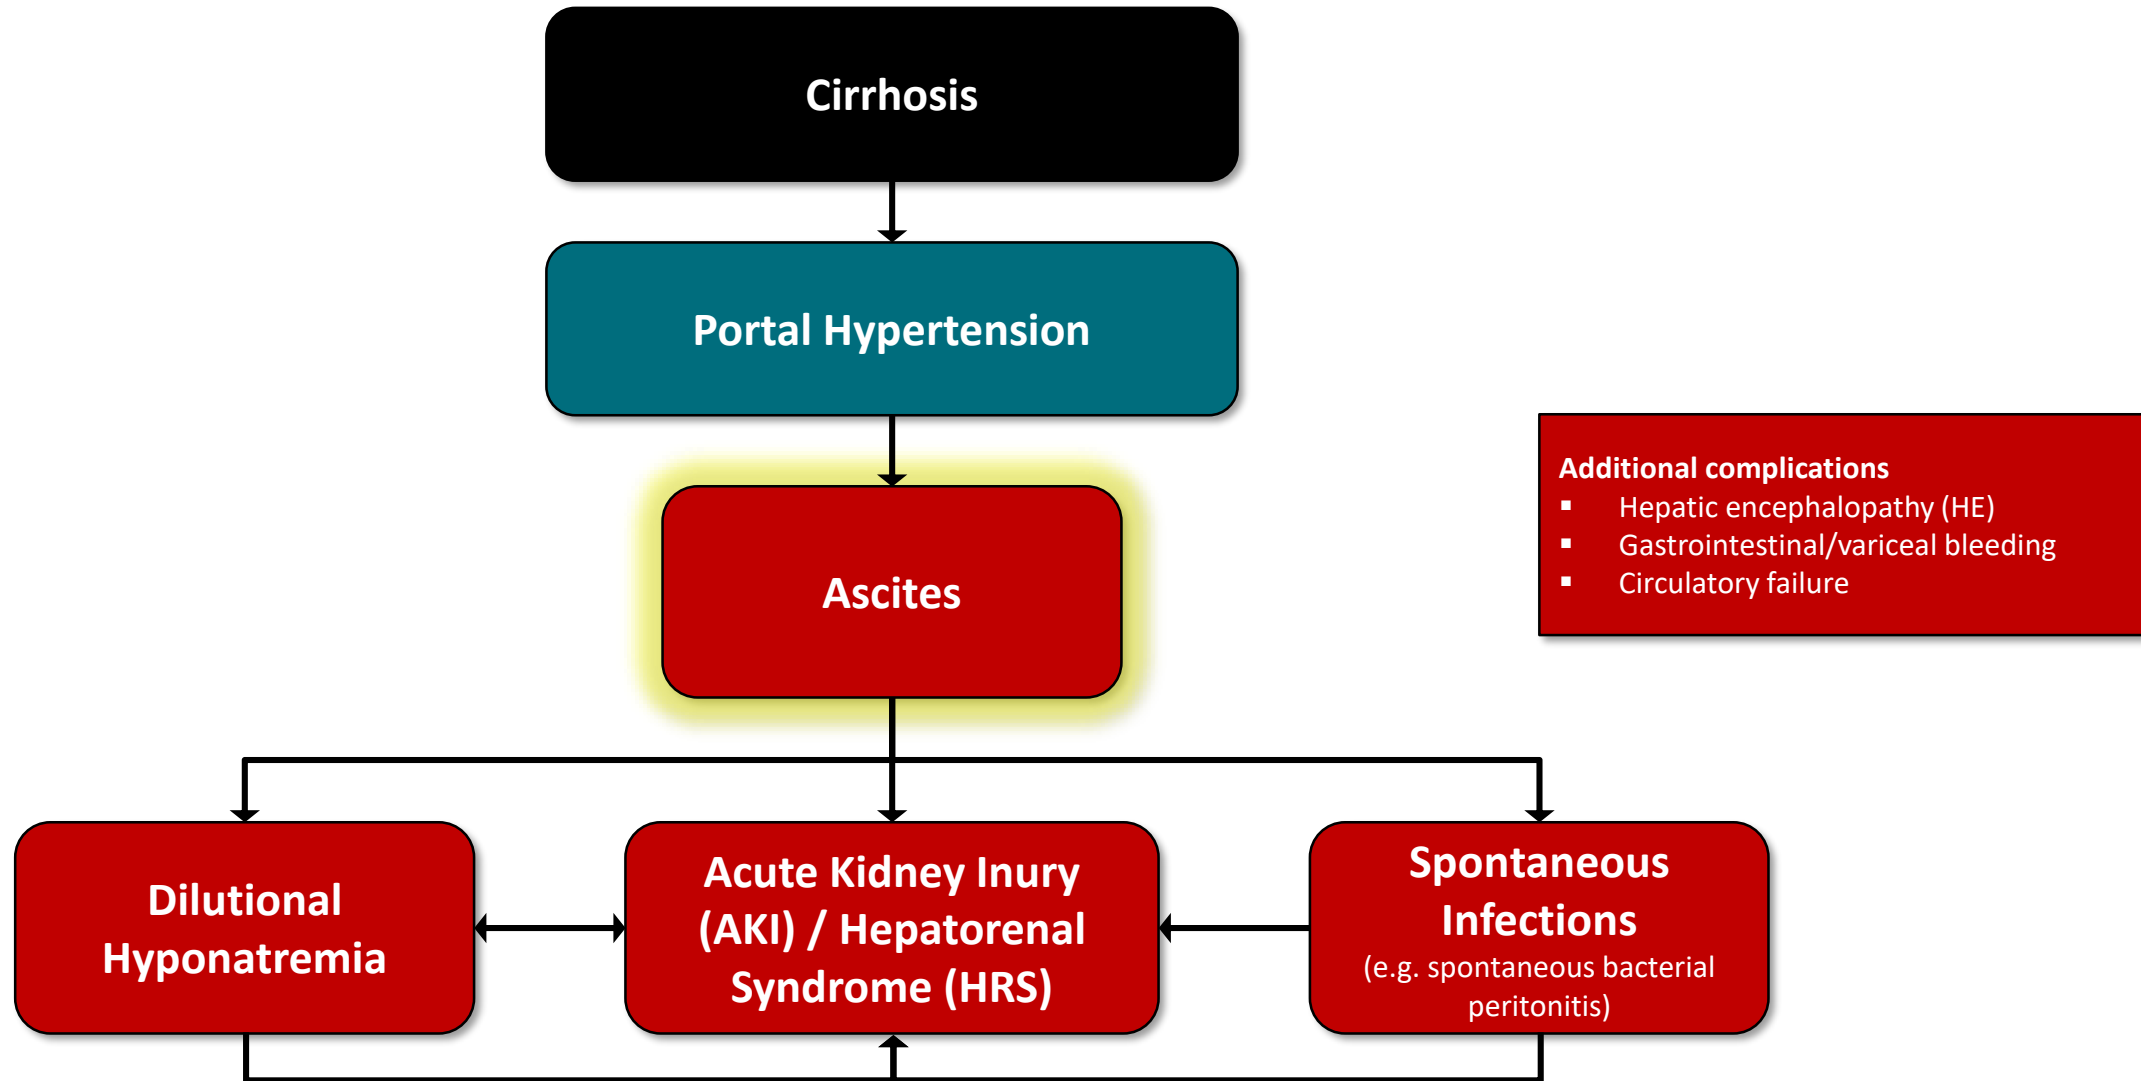 Cirrhosis
Portal Hypertension
Ascites
Additional complications
▪ Hepatic encephalopathy (HE)
▪ Gastrointestinal/variceal bleeding
▪ Circulatory failure
Dilutional
Hyponatremia
Acute Kidney Inury
(AKI) / Hepatorenal
Syndrome (HRS)
Spontaneous
Infections
(e.g. spontaneous bacterial
peritonitis)